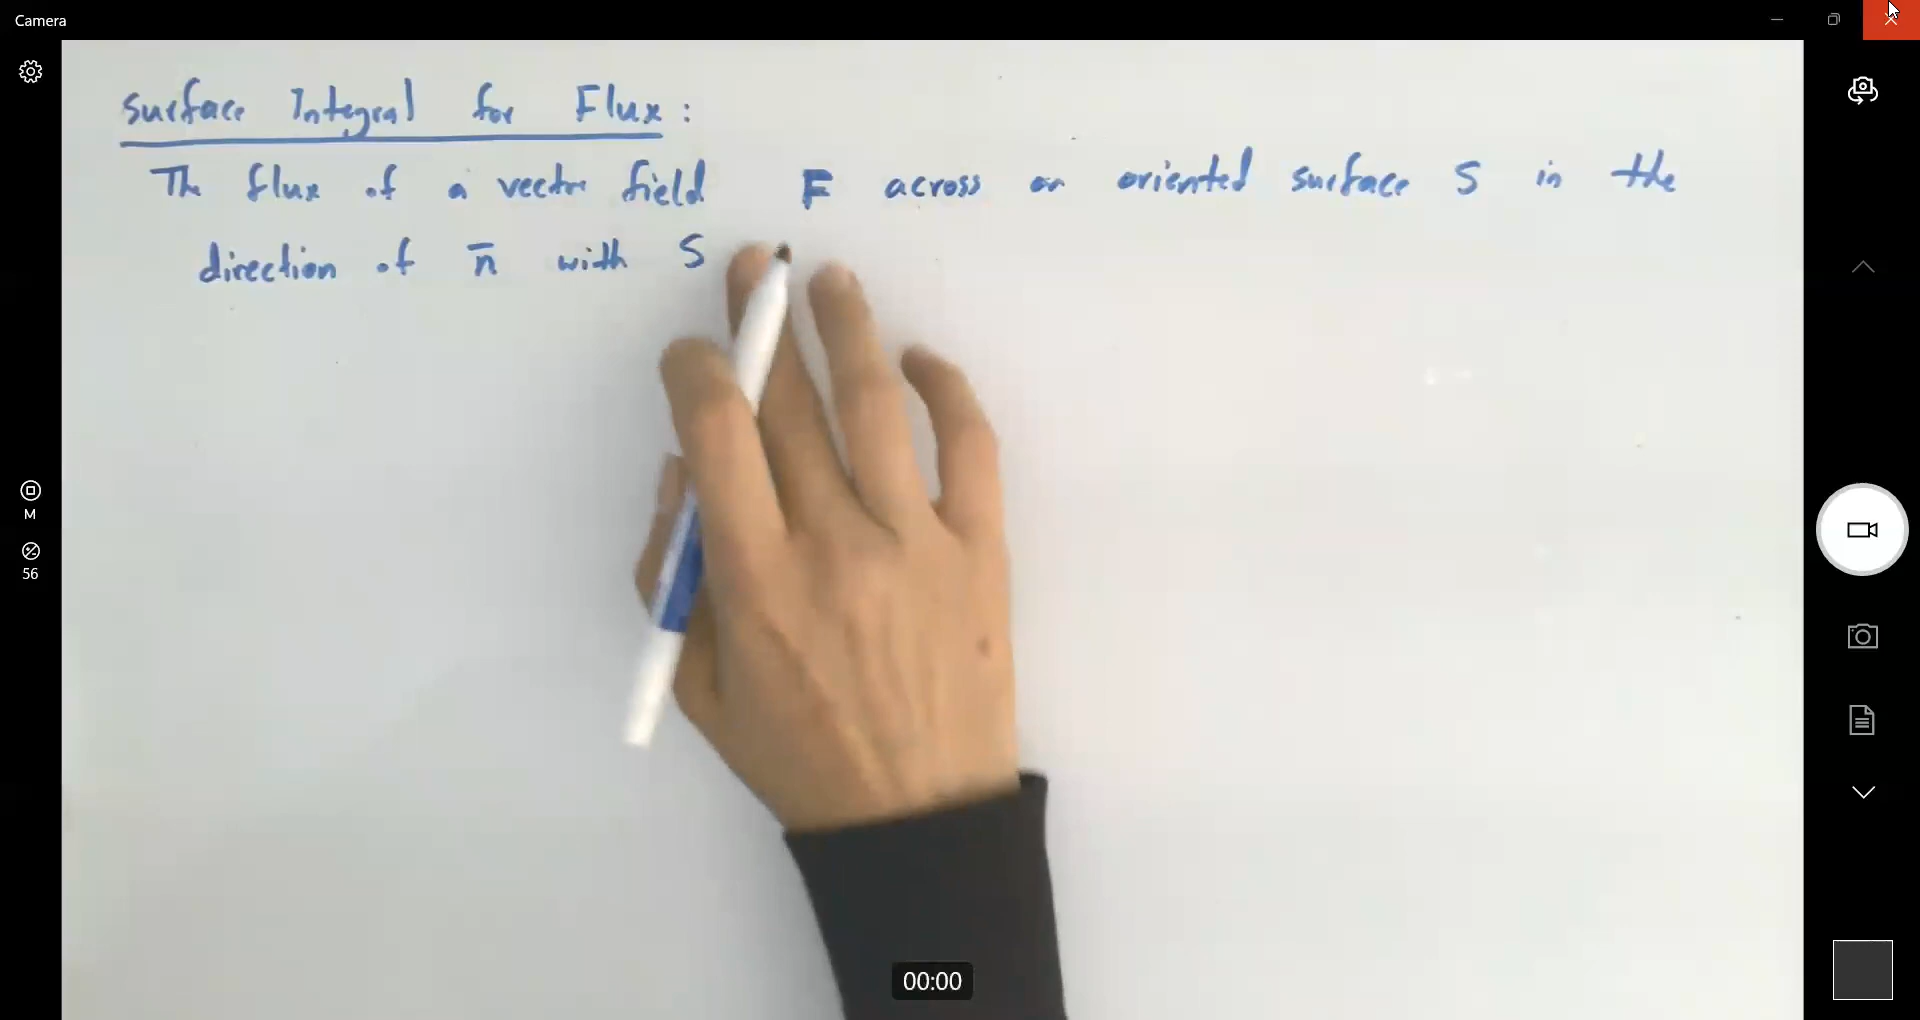 Camera
Surface Integral for Flux :
The flux of a vector field F across an oriented surface S in the
direction of n̄ with S
M
56
00:00